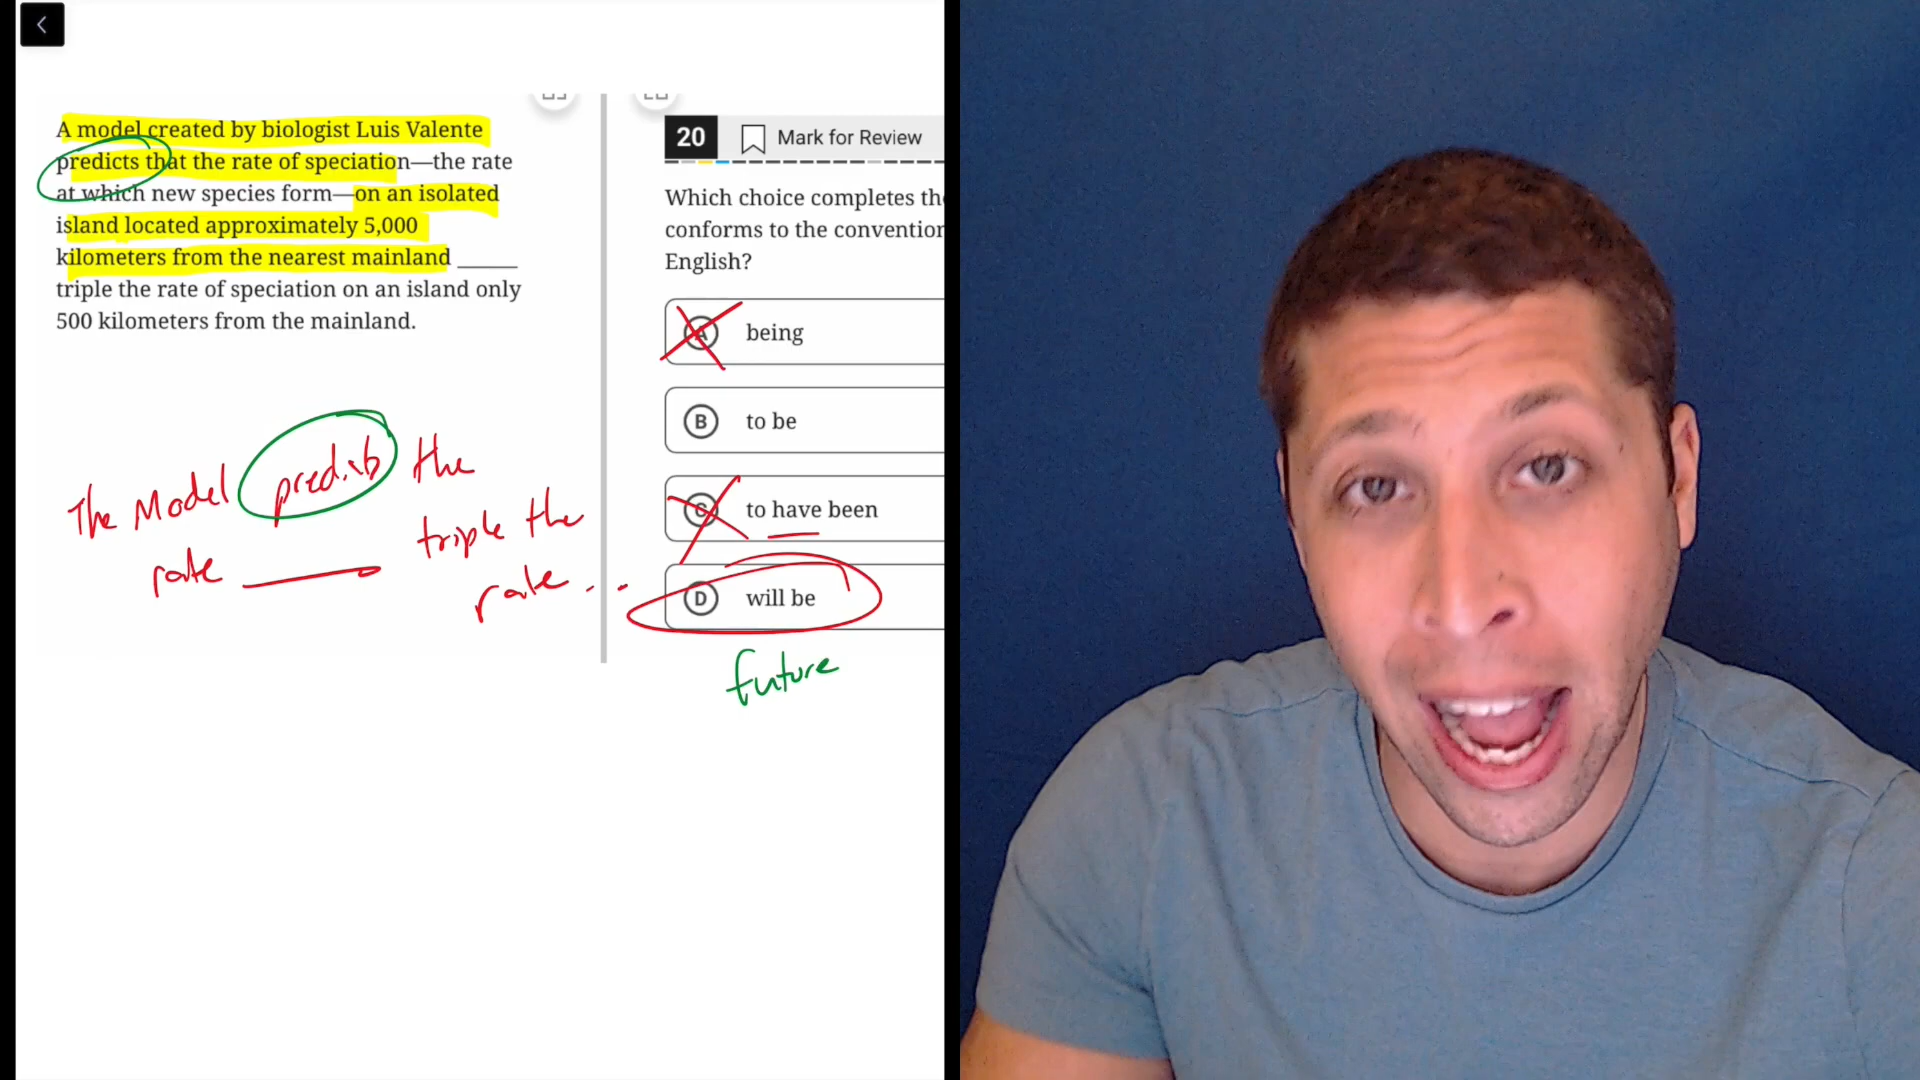 A model created by biologist Luis Valente
predicts that the rate of speciation—the rate
at which new species form—on an isolated
island located approximately 5,000
kilometers from the nearest mainland ______
triple the rate of speciation on an island only
500 kilometers from the mainland.
The Model predicts the
rate ______ triple the
rate ...
20 Mark for Review
Which choice completes th
conforms to the convention
English?
A being
B to be
C to have been
D will be
future